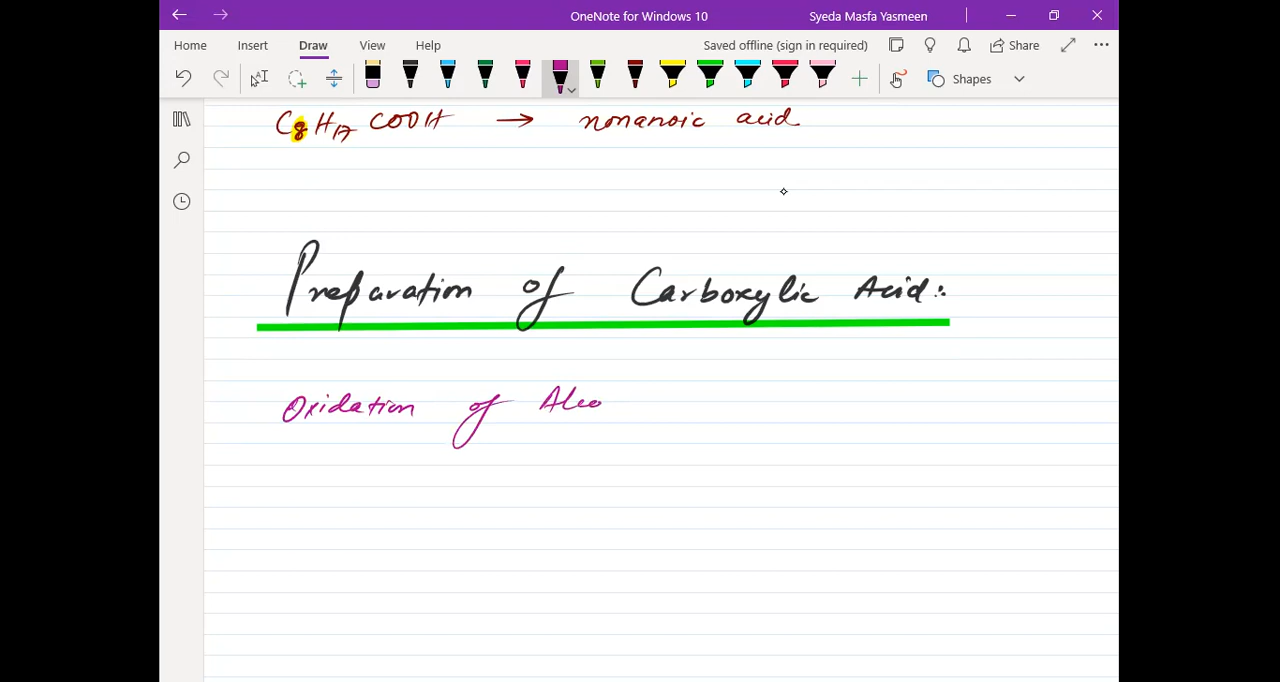 OneNote for Windows 10
Syeda Masfa Yasmeen
Home Insert Draw View Help
Saved offline (sign in required)
Share
Shapes
C8H17 COOH → nonanoic acid
Preparation of Carboxylic Acid:
Oxidation of Alco